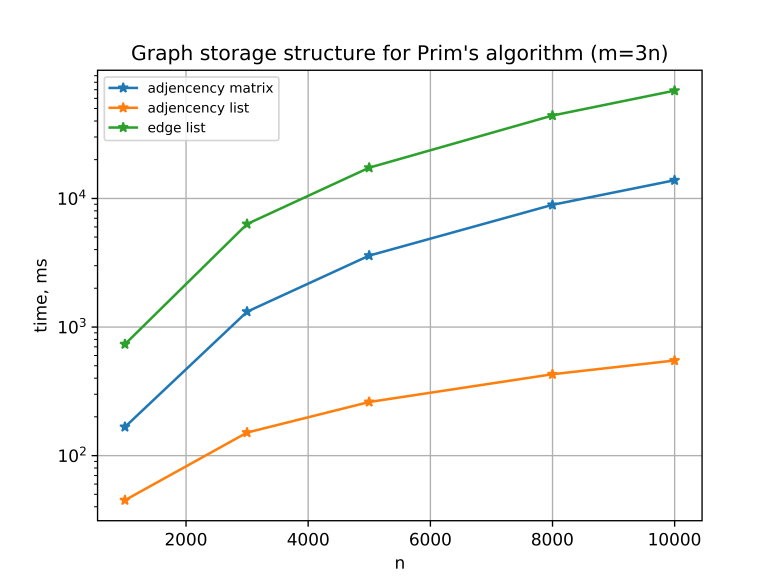 Graph storage structure for Prim's algorithm (m=3n)
adjencency matrix
adjencency list
edge list
10^4
10^3
10^2
time, ms
2000 4000 6000 8000 10000
n